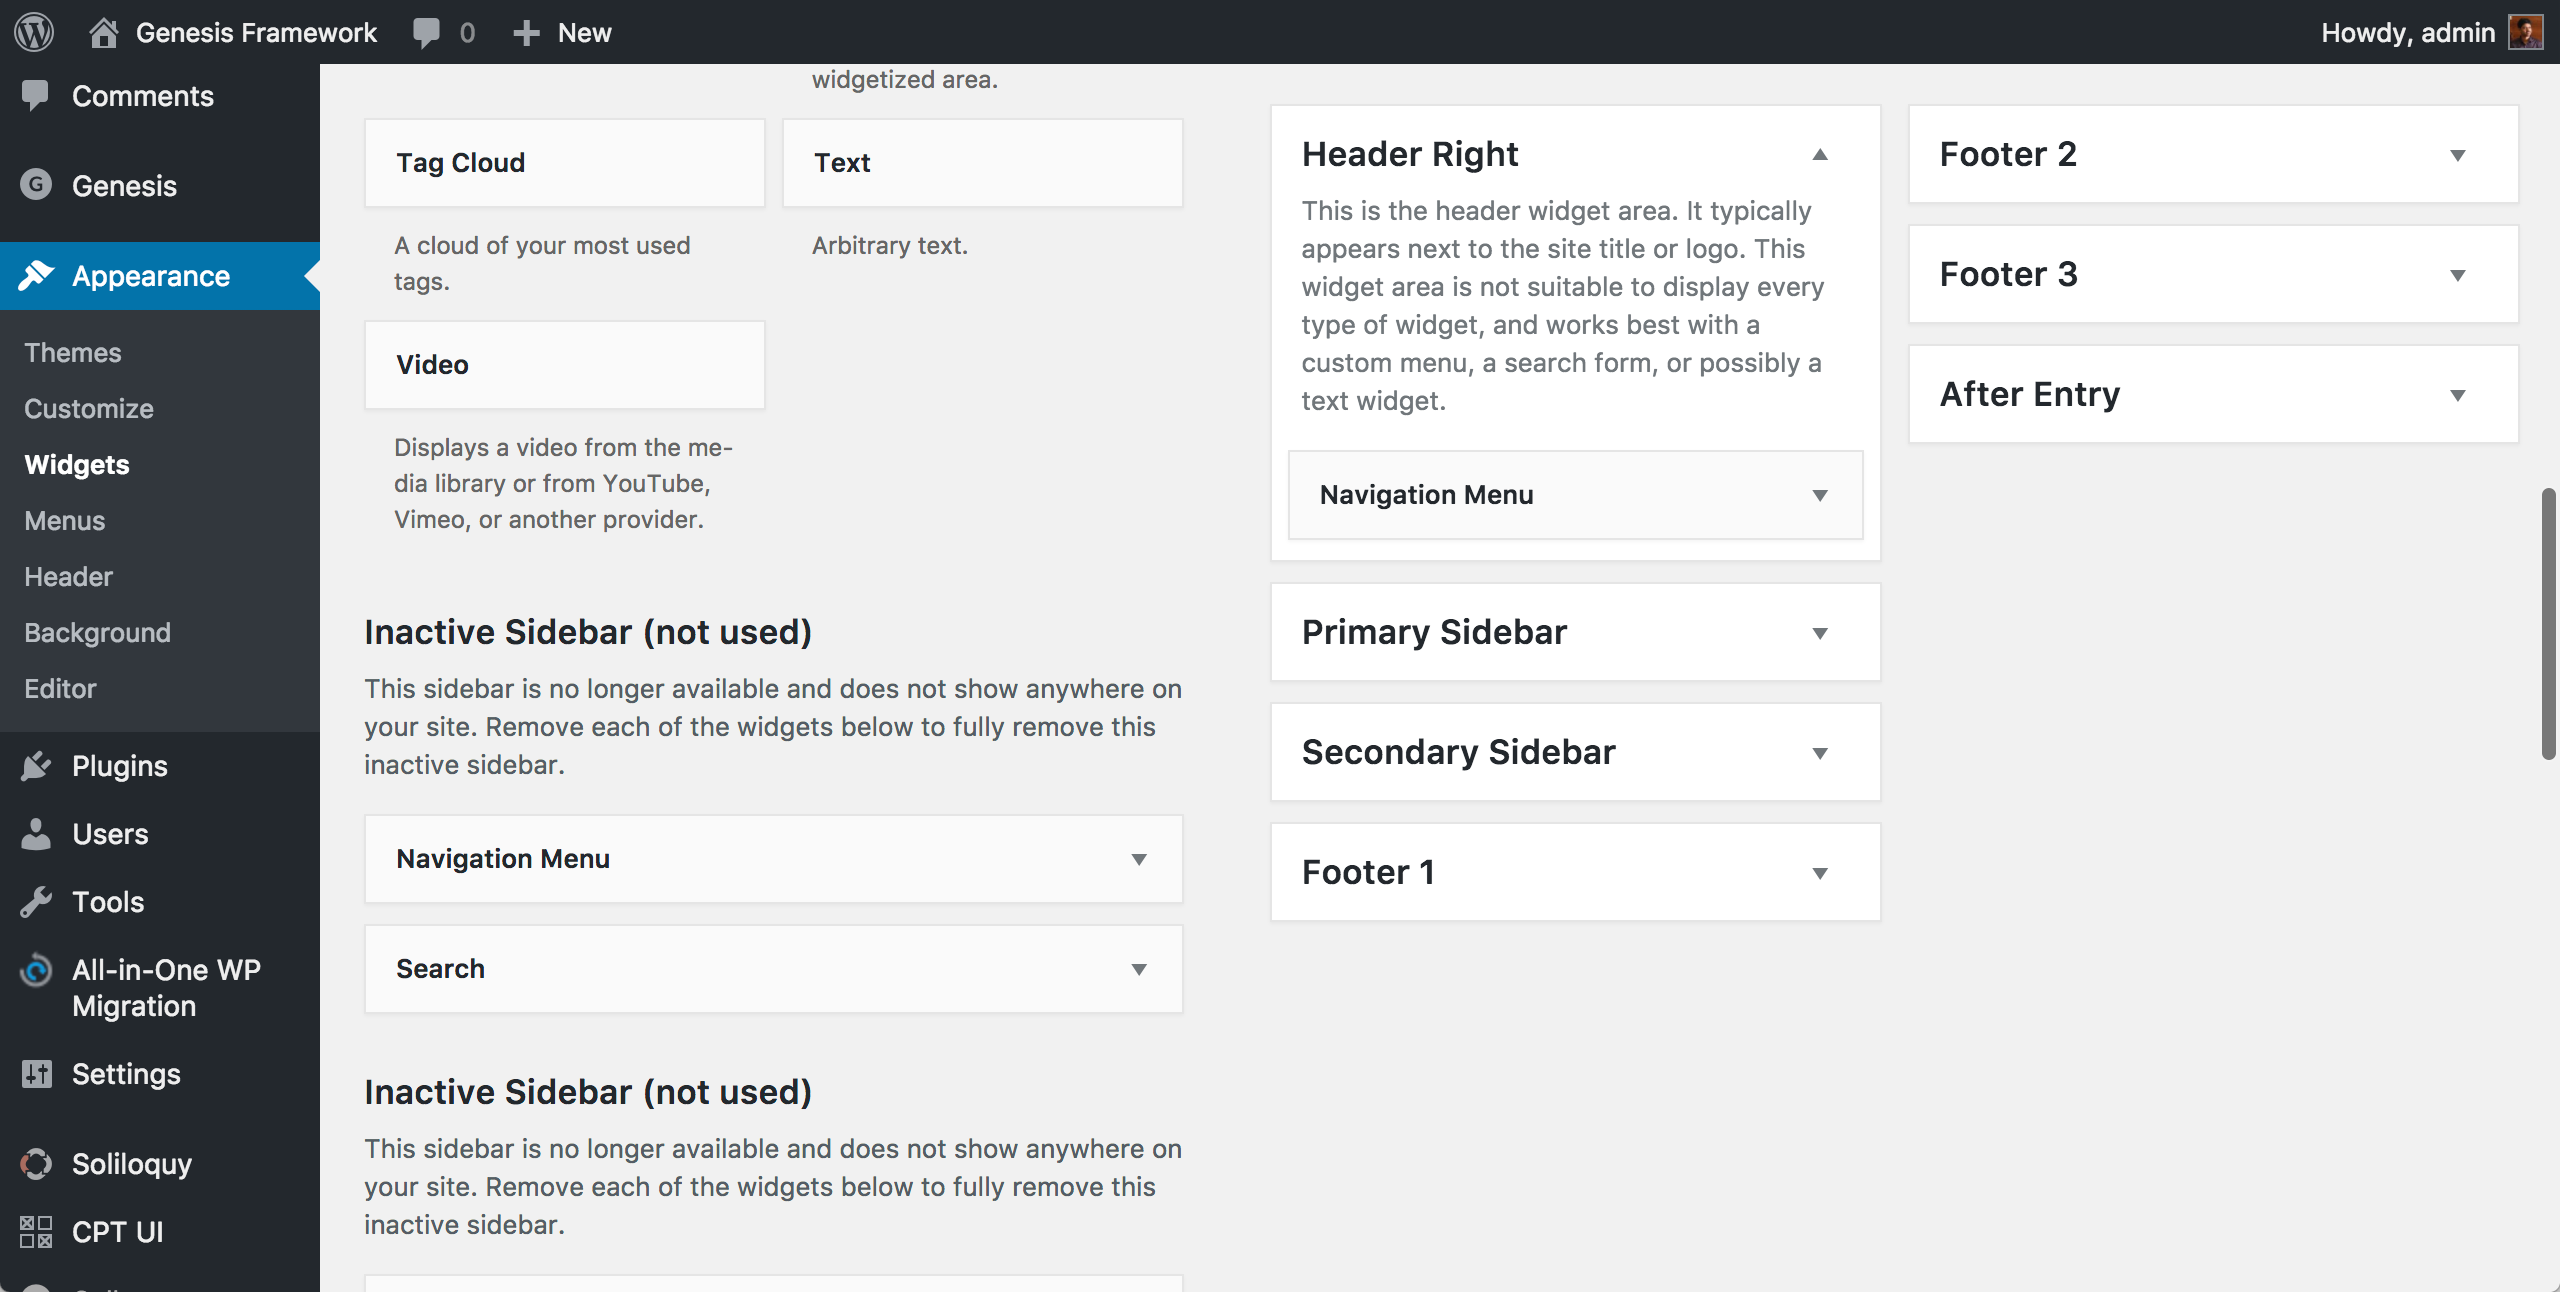 Genesis Framework
0
New
Howdy, admin
Comments
Genesis
Appearance
Themes
Customize
Widgets
Menus
Header
Background
Editor
Plugins
Users
Tools
All-in-One WP
Migration
Settings
Soliloquy
CPT UI
widgetized area.
Tag Cloud
A cloud of your most used
tags.
Text
Arbitrary text.
Video
Displays a video from the me-
dia library or from YouTube,
Vimeo, or another provider.
Inactive Sidebar (not used)
This sidebar is no longer available and does not show anywhere on
your site. Remove each of the widgets below to fully remove this
inactive sidebar.
Navigation Menu
Search
Inactive Sidebar (not used)
This sidebar is no longer available and does not show anywhere on
your site. Remove each of the widgets below to fully remove this
inactive sidebar.
Header Right
This is the header widget area. It typically
appears next to the site title or logo. This
widget area is not suitable to display every
type of widget, and works best with a
custom menu, a search form, or possibly a
text widget.
Navigation Menu
Primary Sidebar
Secondary Sidebar
Footer 1
Footer 2
Footer 3
After Entry